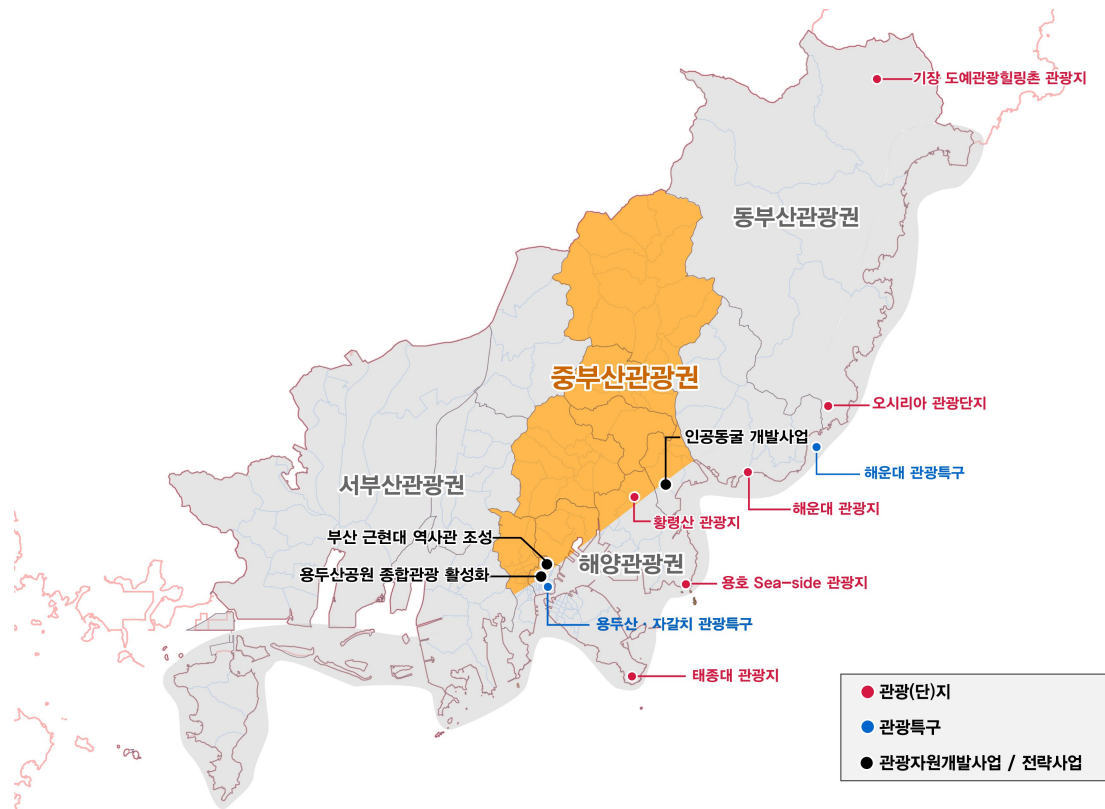 기장 도예관광힐링촌 관광지
동부산관광권
중부산관광권
오시리아 관광단지
인공동굴 개발사업
해운대 관광특구
서부산관광권
해운대 관광지
황령산 관광지
부산 근현대 역사관 조성
해양관광권
용두산공원 종합관광 활성화
용호 Sea-side 관광지
용두산 · 자갈치 관광특구
태종대 관광지
관광(단)지
관광특구
관광자원개발사업 / 전략사업